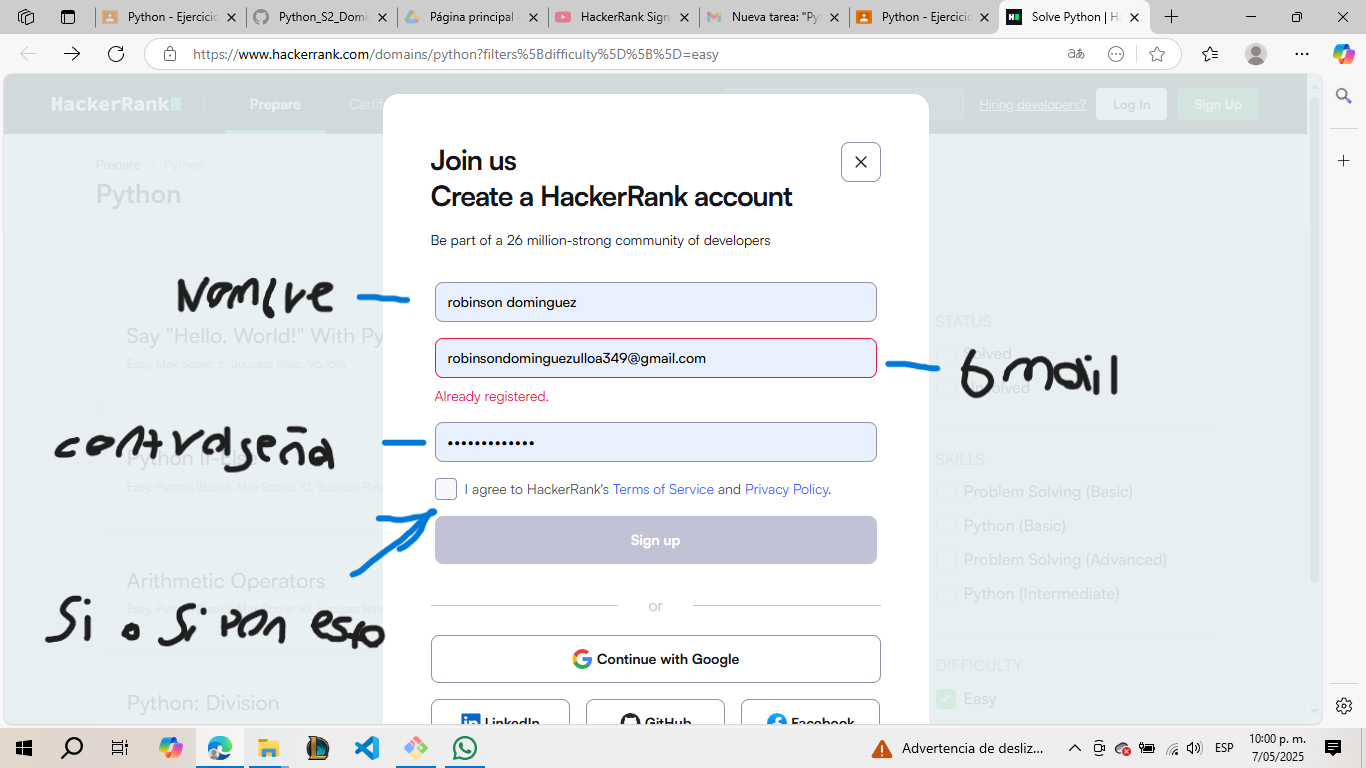 Python - Ejercicic
Python_S2_Domi
Página principal
HackerRank Sign
Nueva tarea: "Pyt
Python - Ejercicic
Solve Python | Ha
https://www.hackerrank.com/domains/python?filters%5Bdifficulty%5D%5B%5D=easy
HackerRank
Prepare
Certif
Hiring developers?
Log In
Sign Up
Prepare
Python
Python
Join us
Create a HackerRank account
Be part of a 26 million-strong community of developers
Nombre
robinson dominguez
Say "Hello, World!" With Py
Easy, Max Score: 5, Success Rate: 96.16%
STATUS
Solved
Unsolved
robinsondominguezulloa349@gmail.com
Gmail
Already registered.
contraseña
Python If-Else
Easy, Python (Basic), Max Score: 10, Success Rate
SKILLS
Problem Solving (Basic)
Python (Basic)
Problem Solving (Advanced)
Python (Intermediate)
I agree to HackerRank's Terms of Service and Privacy Policy.
Sign up
Arithmetic Operators
Si o Si pon esto
or
Continue with Google
DIFFICULTY
Easy
Python: Division
LinkedIn
GitHub
Facebook
Advertencia de desliz...
ESP
10:00 p. m.
7/05/2025